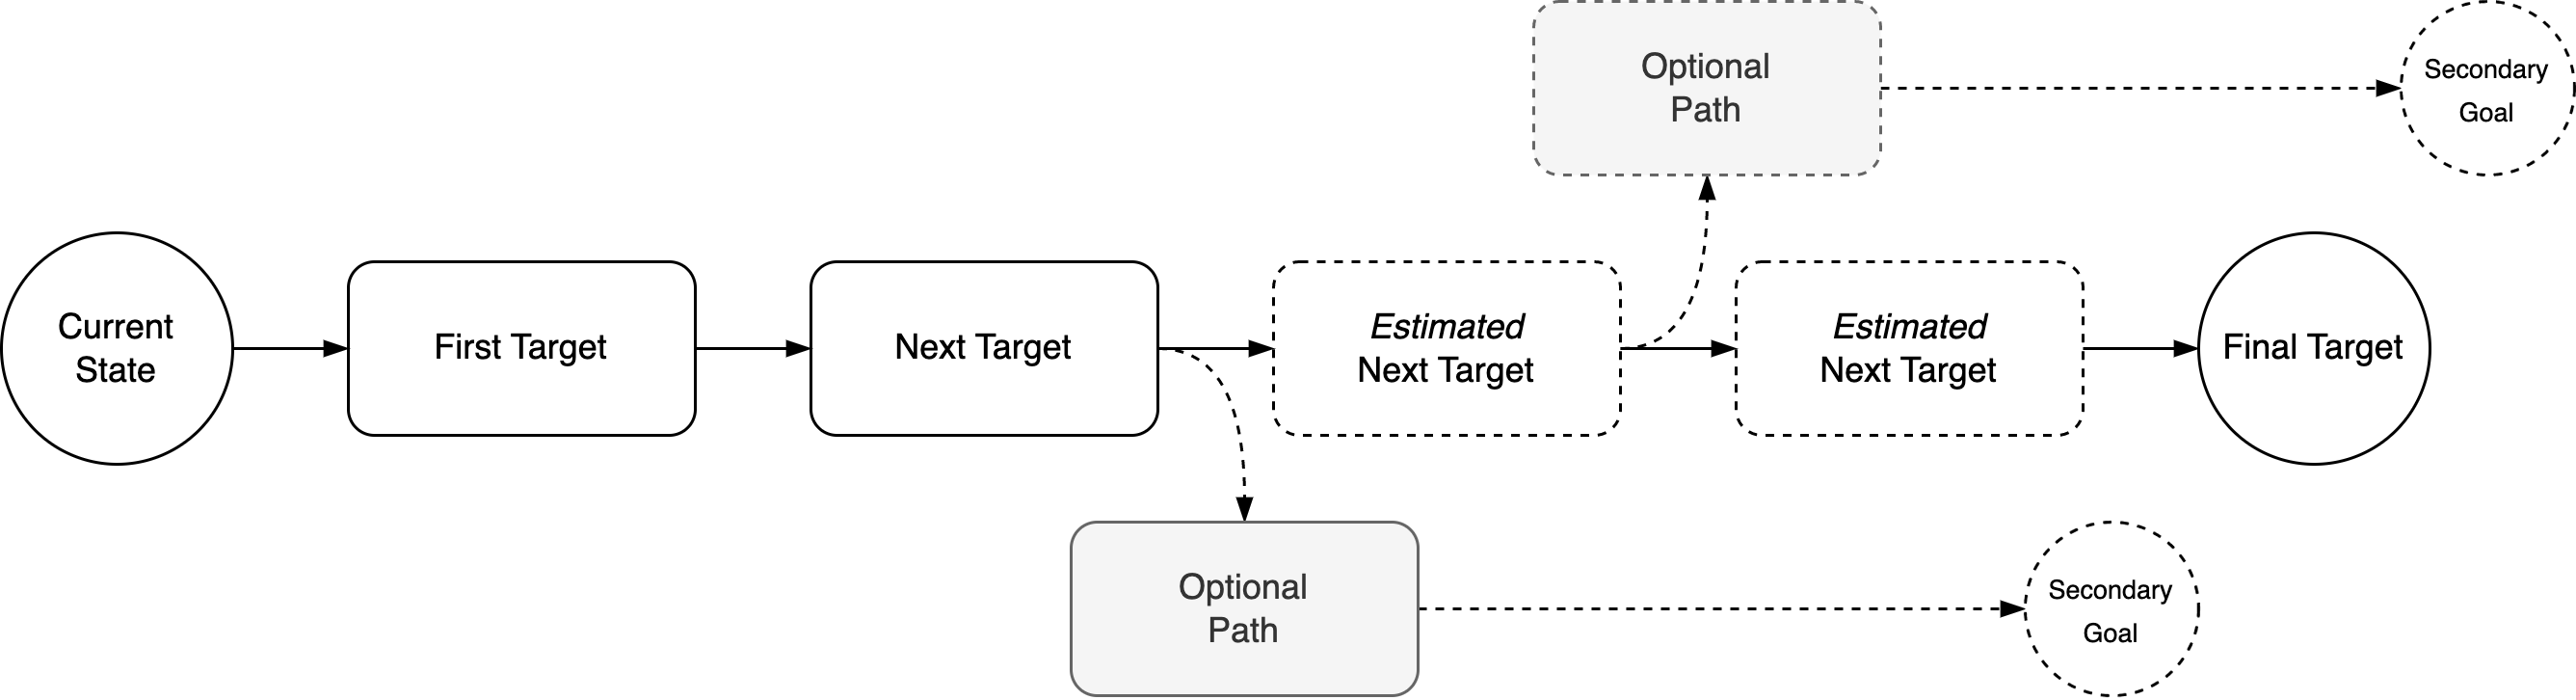 Optional
Path
Secondary
Goal
Current
State
First Target
Next Target
Estimated
Next Target
Estimated
Next Target
Final Target
Optional
Path
Secondary
Goal